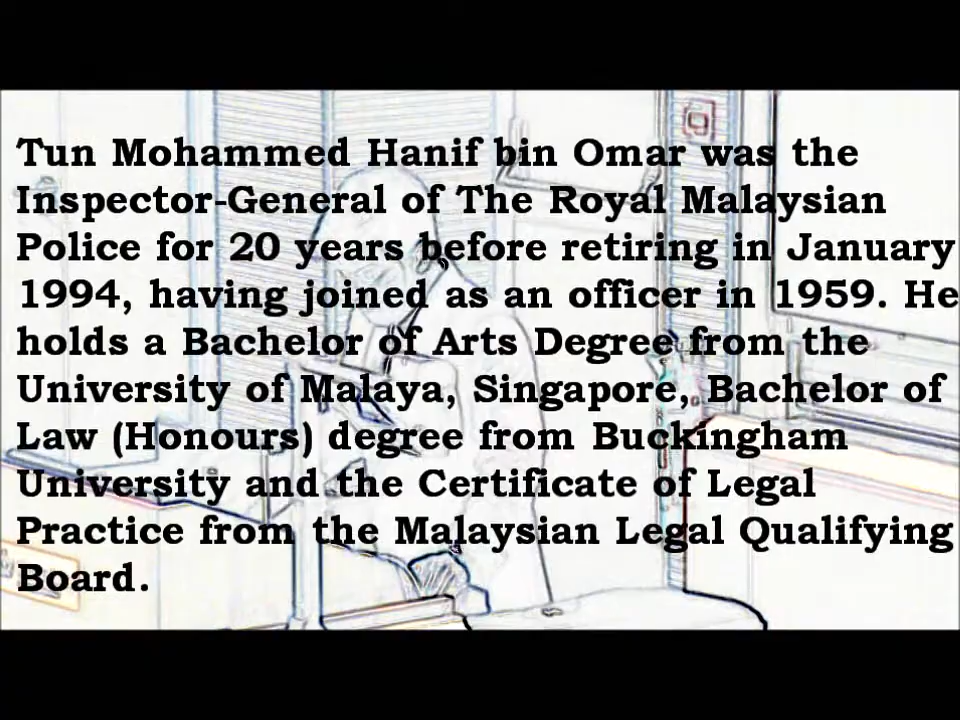 Tun Mohammed Hanif bin Omar was the
Inspector-General of The Royal Malaysian
Police for 20 years before retiring in January
1994, having joined as an officer in 1959. He
holds a Bachelor of Arts Degree from the
University of Malaya, Singapore, Bachelor of
Law (Honours) degree from Buckingham
University and the Certificate of Legal
Practice from the Malaysian Legal Qualifying
Board.